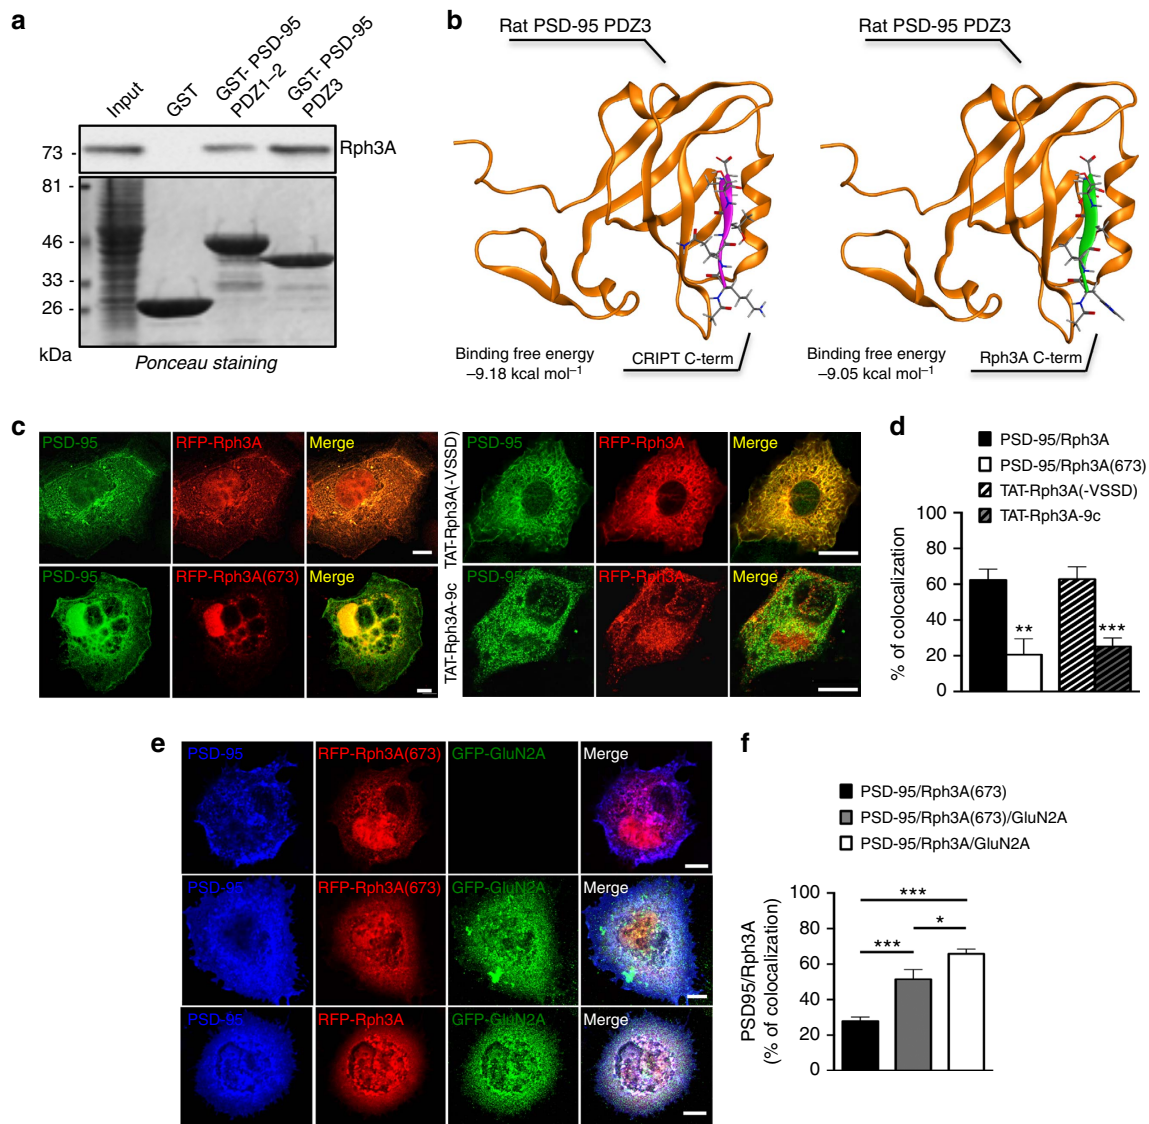 a
Input
GST
GST- PSD-95
PDZ1–2
GST- PSD-95
PDZ3
73 -
Rph3A
81 -
46 -
33 -
26 -
kDa
Ponceau staining
b
Rat PSD-95 PDZ3
Binding free energy
–9.18 kcal mol⁻¹
CRIPT C-term
Rat PSD-95 PDZ3
Binding free energy
–9.05 kcal mol⁻¹
Rph3A C-term
c
PSD-95
RFP-Rph3A
Merge
PSD-95
RFP-Rph3A(673)
Merge
TAT-Rph3A(-VSSD)
PSD-95
RFP-Rph3A
Merge
TAT-Rph3A-9c
PSD-95
RFP-Rph3A
Merge
d
PSD-95/Rph3A
PSD-95/Rph3A(673)
TAT-Rph3A(-VSSD)
TAT-Rph3A-9c
% of colocalization
100
80
60
40
20
0
**
***
e
PSD-95
RFP-Rph3A(673)
GFP-GluN2A
Merge
PSD-95
RFP-Rph3A(673)
GFP-GluN2A
Merge
PSD-95
RFP-Rph3A
GFP-GluN2A
Merge
f
PSD-95/Rph3A(673)
PSD-95/Rph3A(673)/GluN2A
PSD-95/Rph3A/GluN2A
PSD95/Rph3A
(% of colocalization)
100
80
60
40
20
0
***
***
*